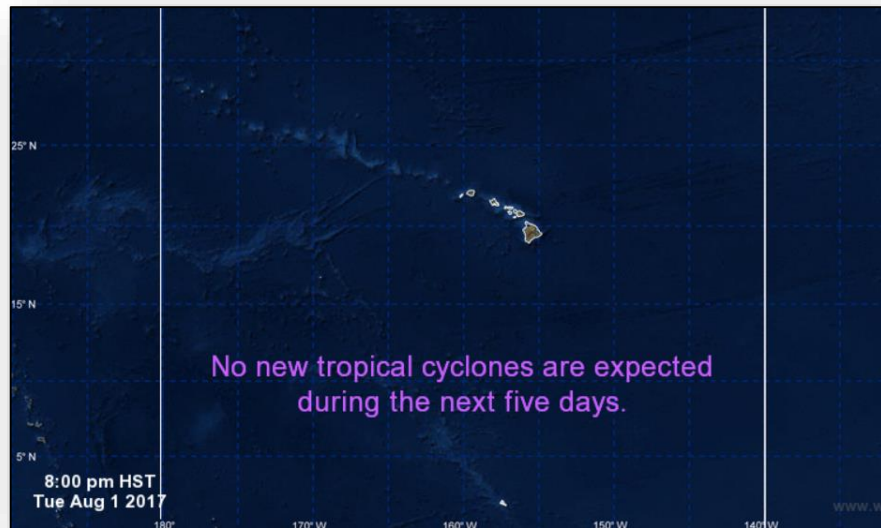 25° N
15° N
No new tropical cyclones are expected
during the next five days.
5° N
8:00 pm HST
Tue Aug 1 2017
www.w
180° 170° W 160° W 150° W 140° W